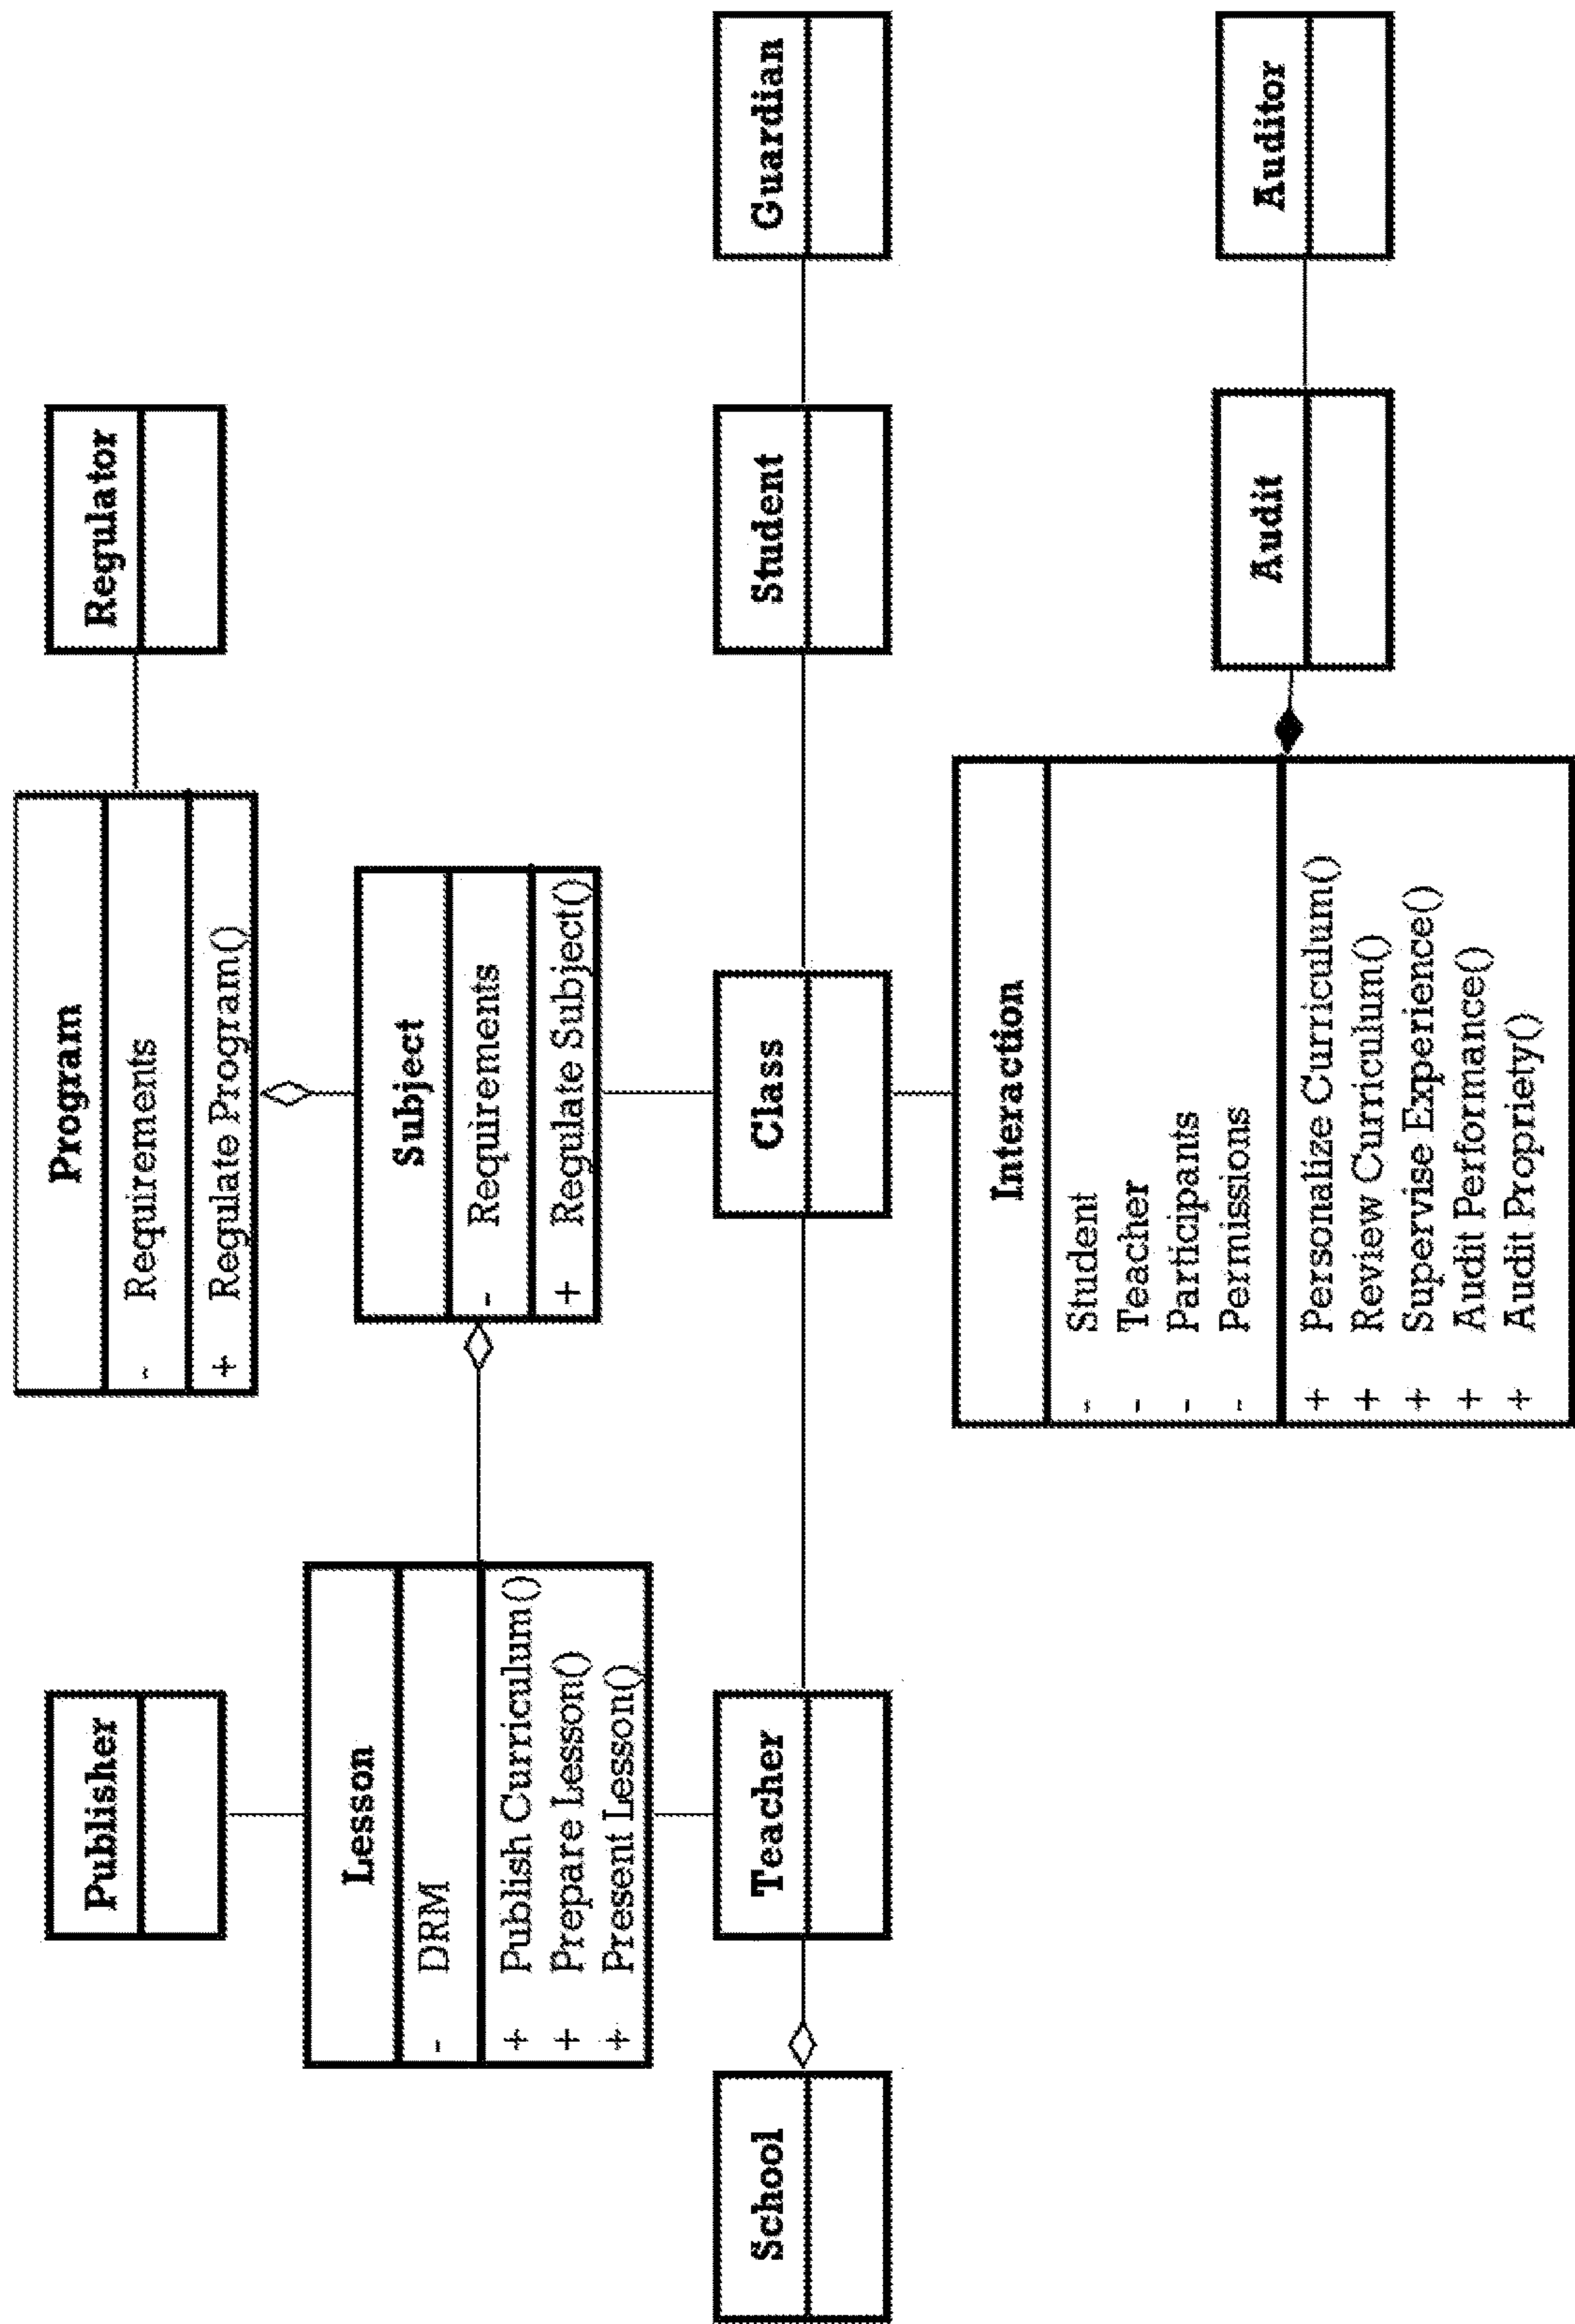 Publisher
Program
- Requirements
+ Regulate Program()
Regulator
Lesson
- DRM
+ Publish Curriculum()
+ Prepare Lesson()
+ Present Lesson()
Subject
- Requirements
+ Regulate Subject()
School
Teacher
Class
Student
Guardian
Interaction
- Student
- Teacher
- Participants
- Permissions
+ Personalize Curriculum()
+ Review Curriculum()
+ Supervise Experience()
+ Audit Performance()
+ Audit Propriety()
Audit
Auditor